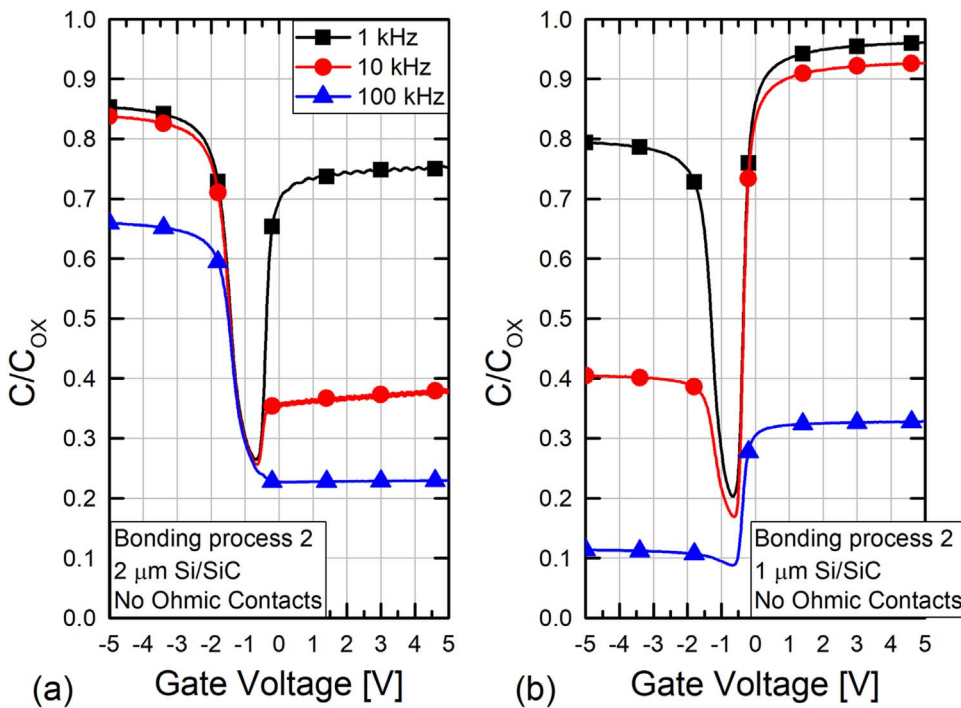 1.0
0.9
0.8
0.7
0.6
0.5
0.4
0.3
0.2
0.1
0.0
C/C_OX
1 kHz
10 kHz
100 kHz
Bonding process 2
2 μm Si/SiC
No Ohmic Contacts
-5 -4 -3 -2 -1 0 1 2 3 4 5
Gate Voltage [V]
(a)
1.0
0.9
0.8
0.7
0.6
0.5
0.4
0.3
0.2
0.1
0.0
C/C_OX
Bonding process 2
1 μm Si/SiC
No Ohmic Contacts
-5 -4 -3 -2 -1 0 1 2 3 4 5
Gate Voltage [V]
(b)